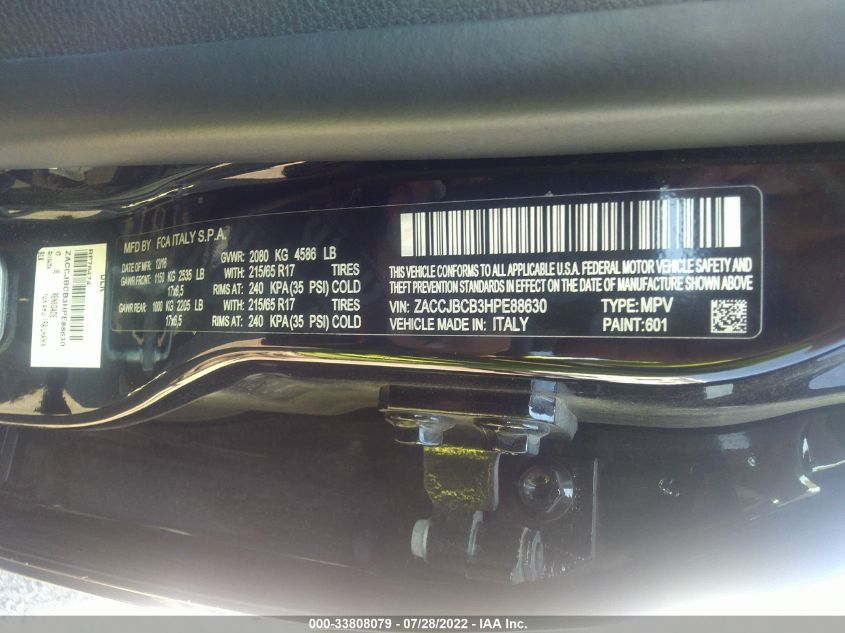 MFD BY FCA ITALY S.P.A.
DATE OF MFR 12/16 GVWR: 2080 KG 4586 LB
GAWR FRONT: 1150 KG 2535 LB WITH: 215/65 R17 TIRES
17x6,5 RIMS AT: 240 KPA(35 PSI) COLD
GAWR REAR: 1000 KG 2205 LB WITH: 215/65 R17 TIRES
17x6,5 RIMS AT: 240 KPA(35 PSI) COLD
THIS VEHICLE CONFORMS TO ALL APPLICABLE U.S.A. FEDERAL MOTOR VEHICLE SAFETY AND
THEFT PREVENTION STANDARDS IN EFFECT ON THE DATE OF MANUFACTURE SHOWN ABOVE.
VIN: ZACCJBCB3HPE88630 TYPE: MPV
VEHICLE MADE IN: ITALY PAINT: 601
ZACCJBCB3HPE88630
RENEGADE
000-33808079 / 07/28/2022 - IAA Inc.